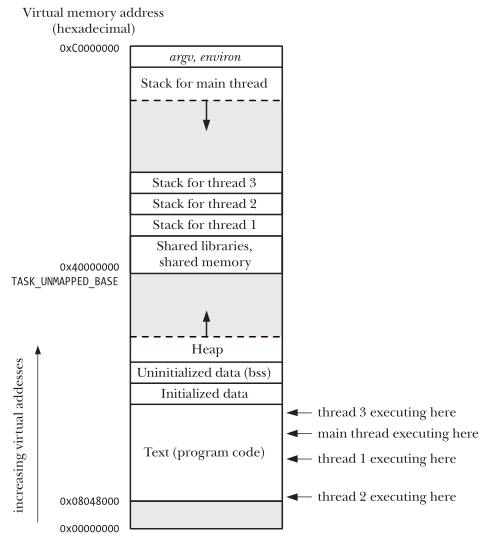 Virtual memory address
(hexadecimal)
0xC0000000
argv, environ
Stack for main thread
Stack for thread 3
Stack for thread 2
Stack for thread 1
Shared libraries,
shared memory
0x40000000
TASK_UNMAPPED_BASE
Heap
Uninitialized data (bss)
Initialized data
thread 3 executing here
main thread executing here
Text (program code)
thread 1 executing here
thread 2 executing here
0x08048000
0x00000000
increasing virtual addesses